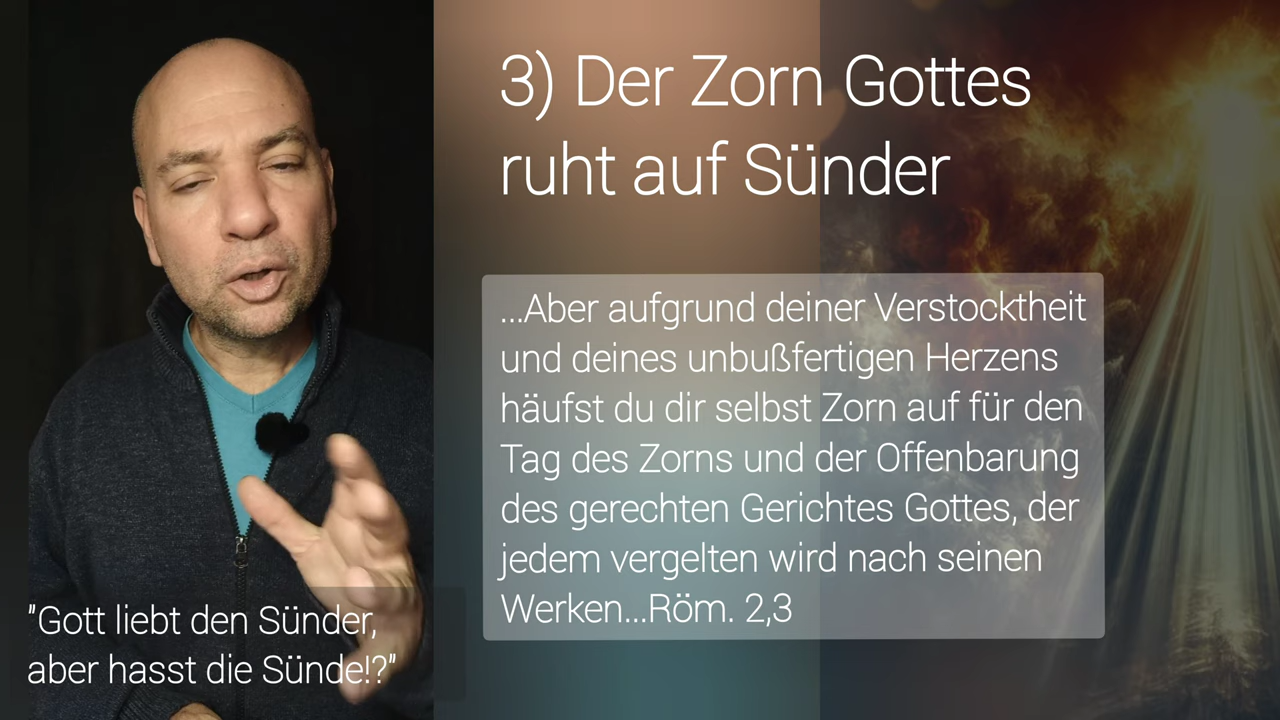 3) Der Zorn Gottes
ruht auf Sünder
...Aber aufgrund deiner Verstocktheit
und deines unbußfertigen Herzens
häufst du dir selbst Zorn auf für den
Tag des Zorns und der Offenbarung
des gerechten Gerichtes Gottes, der
jedem vergelten wird nach seinen
Werken...Röm. 2,3
"Gott liebt den Sünder,
aber hasst die Sünde!?"